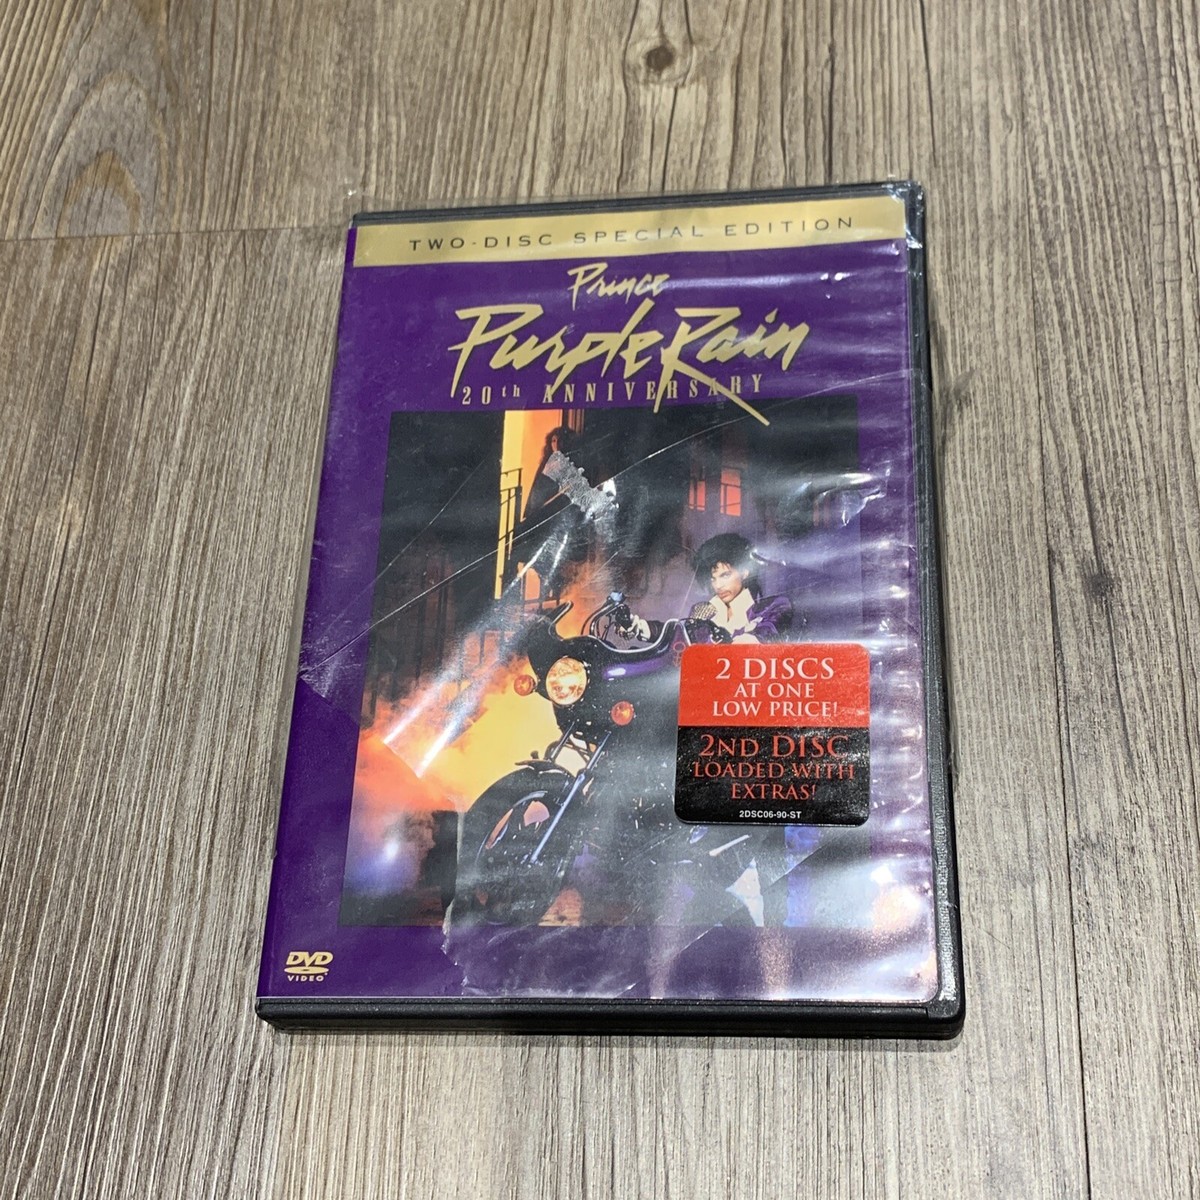 TWO-DISC SPECIAL EDITION
Prince
Purple Rain
20th ANNIVERSARY
2 DISCS
AT ONE
LOW PRICE!
2ND DISC
LOADED WITH
EXTRAS!
2DSC06-90-ST
DVD
VIDEO